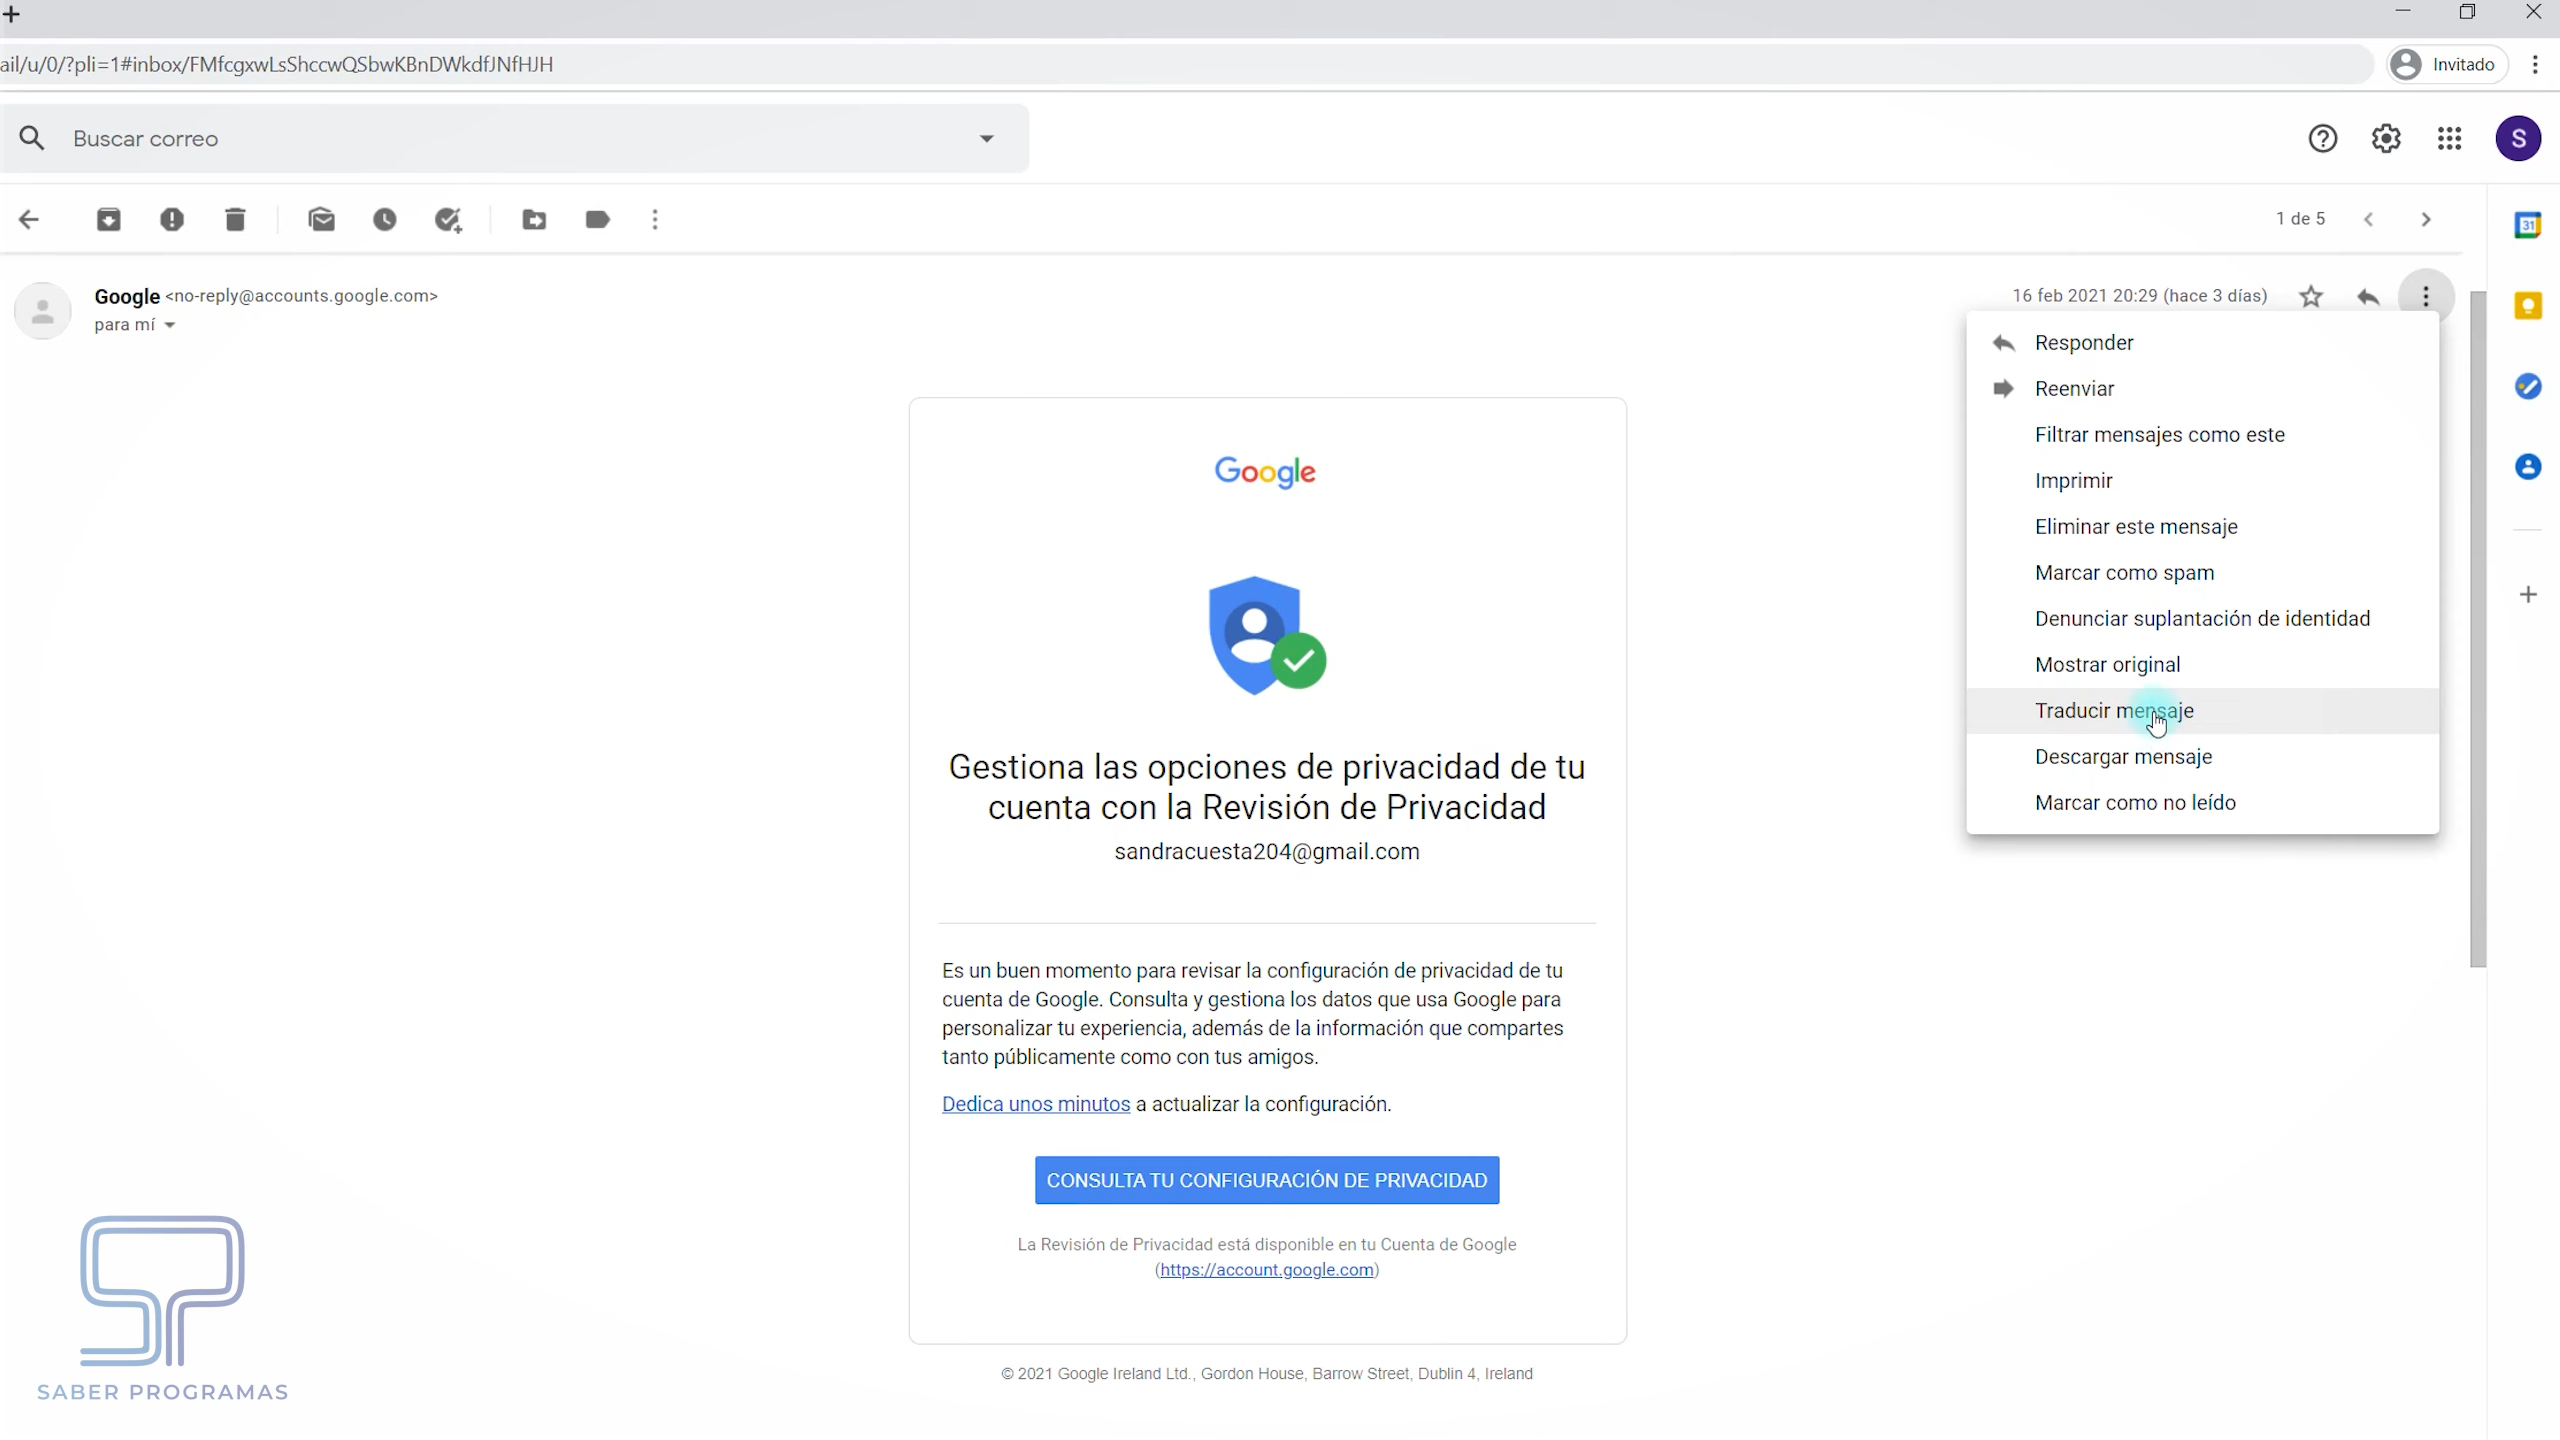 ail/u/0/?pli=1#inbox/FMfcgxwLsShccwQSbwKBnDWkdfJNfHJH
Invitado
Buscar correo
S
1 de 5
31
Google <no-reply@accounts.google.com>
16 feb 2021 20:29 (hace 3 días)
para mí
Responder
Reenviar
Filtrar mensajes como este
Imprimir
Eliminar este mensaje
Marcar como spam
Denunciar suplantación de identidad
Mostrar original
Traducir mensaje
Descargar mensaje
Marcar como no leído
Google
Gestiona las opciones de privacidad de tu
cuenta con la Revisión de Privacidad
sandracuesta204@gmail.com
Es un buen momento para revisar la configuración de privacidad de tu
cuenta de Google. Consulta y gestiona los datos que usa Google para
personalizar tu experiencia, además de la información que compartes
tanto públicamente como con tus amigos.
Dedica unos minutos a actualizar la configuración.
CONSULTA TU CONFIGURACIÓN DE PRIVACIDAD
La Revisión de Privacidad está disponible en tu Cuenta de Google
(https://account.google.com)
© 2021 Google Ireland Ltd., Gordon House, Barrow Street, Dublin 4, Ireland
SABER PROGRAMAS